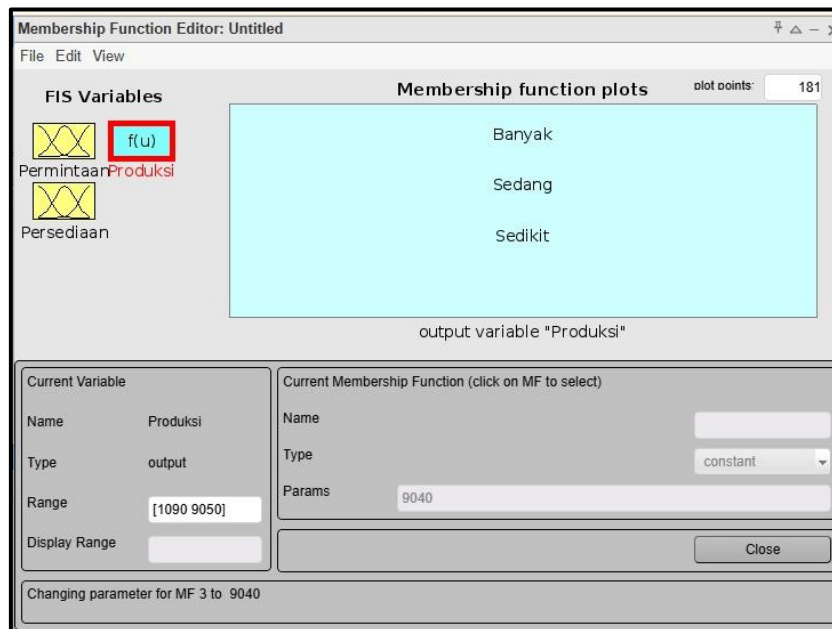 Membership Function Editor: Untitled
File Edit View
FIS Variables
Permintaan
f(u)
Produksi
Persediaan
Membership function plots
plot points:
181
Banyak
Sedang
Sedikit
output variable "Produksi"
Current Variable
Name Produksi
Type output
Range [1090 9050]
Display Range
Current Membership Function (click on MF to select)
Name
Type constant
Params 9040
Close
Changing parameter for MF 3 to 9040